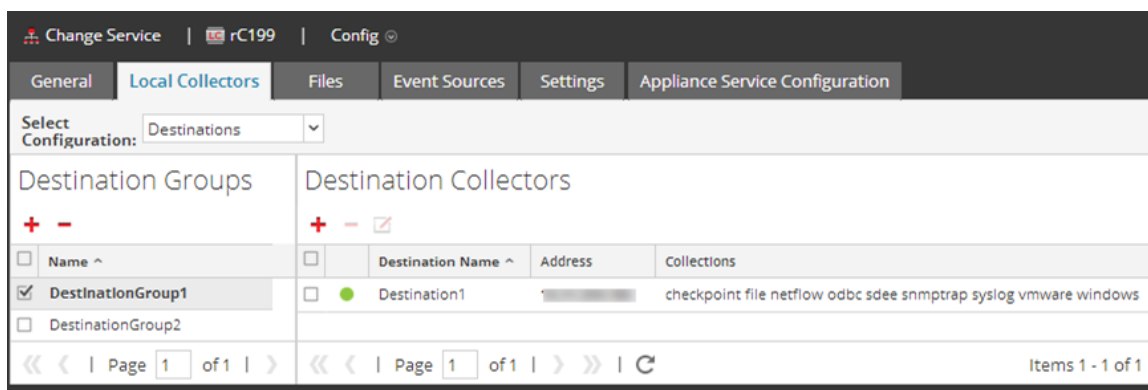 Change Service | LC rC199 | Config
General Local Collectors Files Event Sources Settings Appliance Service Configuration
Select Configuration: Destinations
Destination Groups
Name
DestinationGroup1
DestinationGroup2
Page 1 of 1
Destination Collectors
Destination Name Address Collections
Destination1 checkpoint file netflow odbc sdee snmptrap syslog vmware windows
Page 1 of 1
Items 1 - 1 of 1